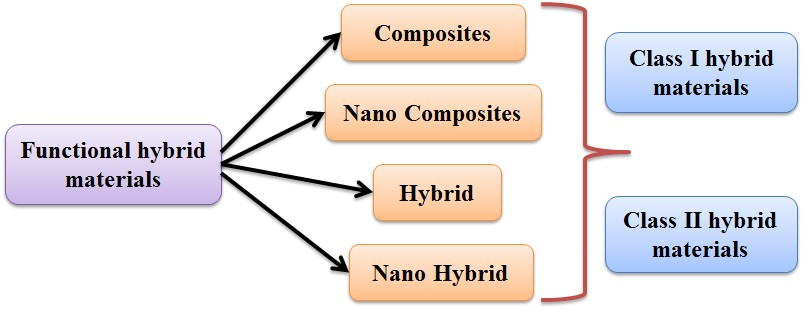 Functional hybrid
materials
Composites
Nano Composites
Hybrid
Nano Hybrid
Class I hybrid
materials
Class II hybrid
materials